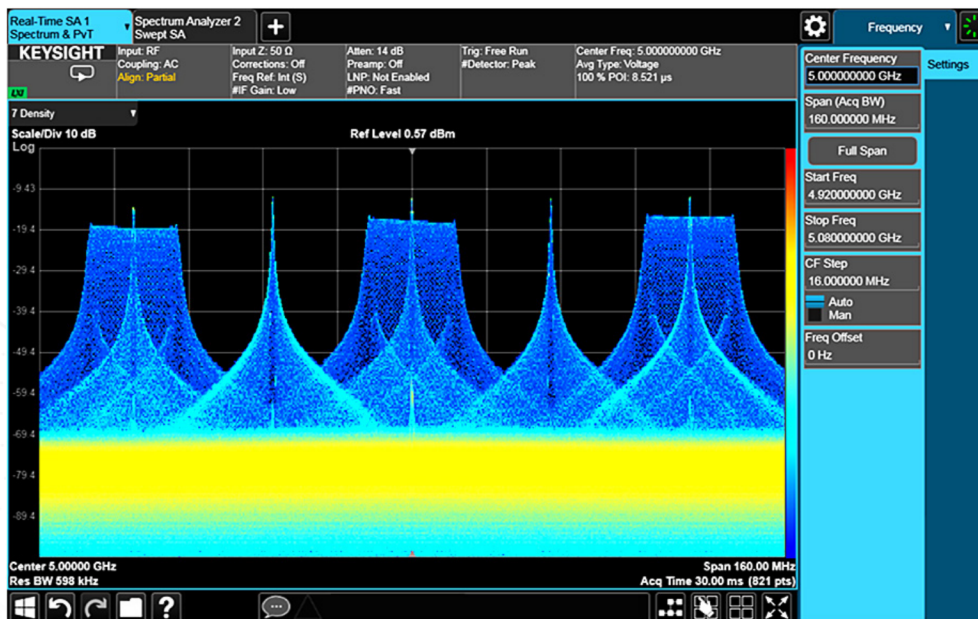 Real-Time SA 1
Spectrum & PvT
Spectrum Analyzer 2
Swept SA
Frequency
KEYSIGHT
Input: RF
Coupling: AC
Align: Partial
Input Z: 50 Ω
Corrections: Off
Freq Ref: Int (S)
#IF Gain: Low
Atten: 14 dB
Preamp: Off
LNP: Not Enabled
#PNO: Fast
Trig: Free Run
#Detector: Peak
Center Freq: 5.000000000 GHz
Avg Type: Voltage
100 % POI: 8.521 µs
LXI
7 Density
Scale/Div 10 dB
Ref Level 0.57 dBm
Log
-9.43
-19.4
-29.4
-39.4
-49.4
-59.4
-69.4
-79.4
-89.4
Center 5.00000 GHz
Span 160.00 MHz
Res BW 598 kHz
Acq Time 30.00 ms (821 pts)
Center Frequency
5.000000000 GHz
Settings
Span (Acq BW)
160.000000 MHz
Full Span
Start Freq
4.920000000 GHz
Stop Freq
5.080000000 GHz
CF Step
16.000000 MHz
Auto
Man
Freq Offset
0 Hz
?